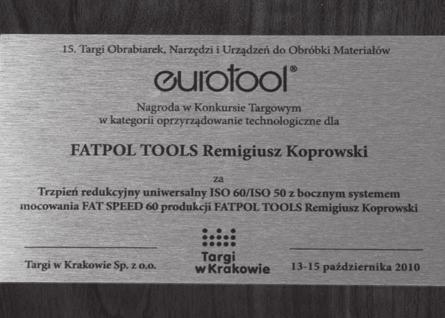 15. Targi Obrabiarek, Narzędzi i Urządzeń do Obróbki Materiałów
eurotool®
Nagroda w Konkursie Targowym
w kategorii oprzyrządowanie technologiczne dla
FATPOL TOOLS Remigiusz Koprowski
za
Trzpień redukcyjny uniwersalny ISO 60/ISO 50 z bocznym systemem
mocowania FAT SPEED 60 produkcji FATPOL TOOLS Remigiusz Koprowski
Targi w Krakowie Sp. z o.o.
Targi
w Krakowie
13-15 października 2010